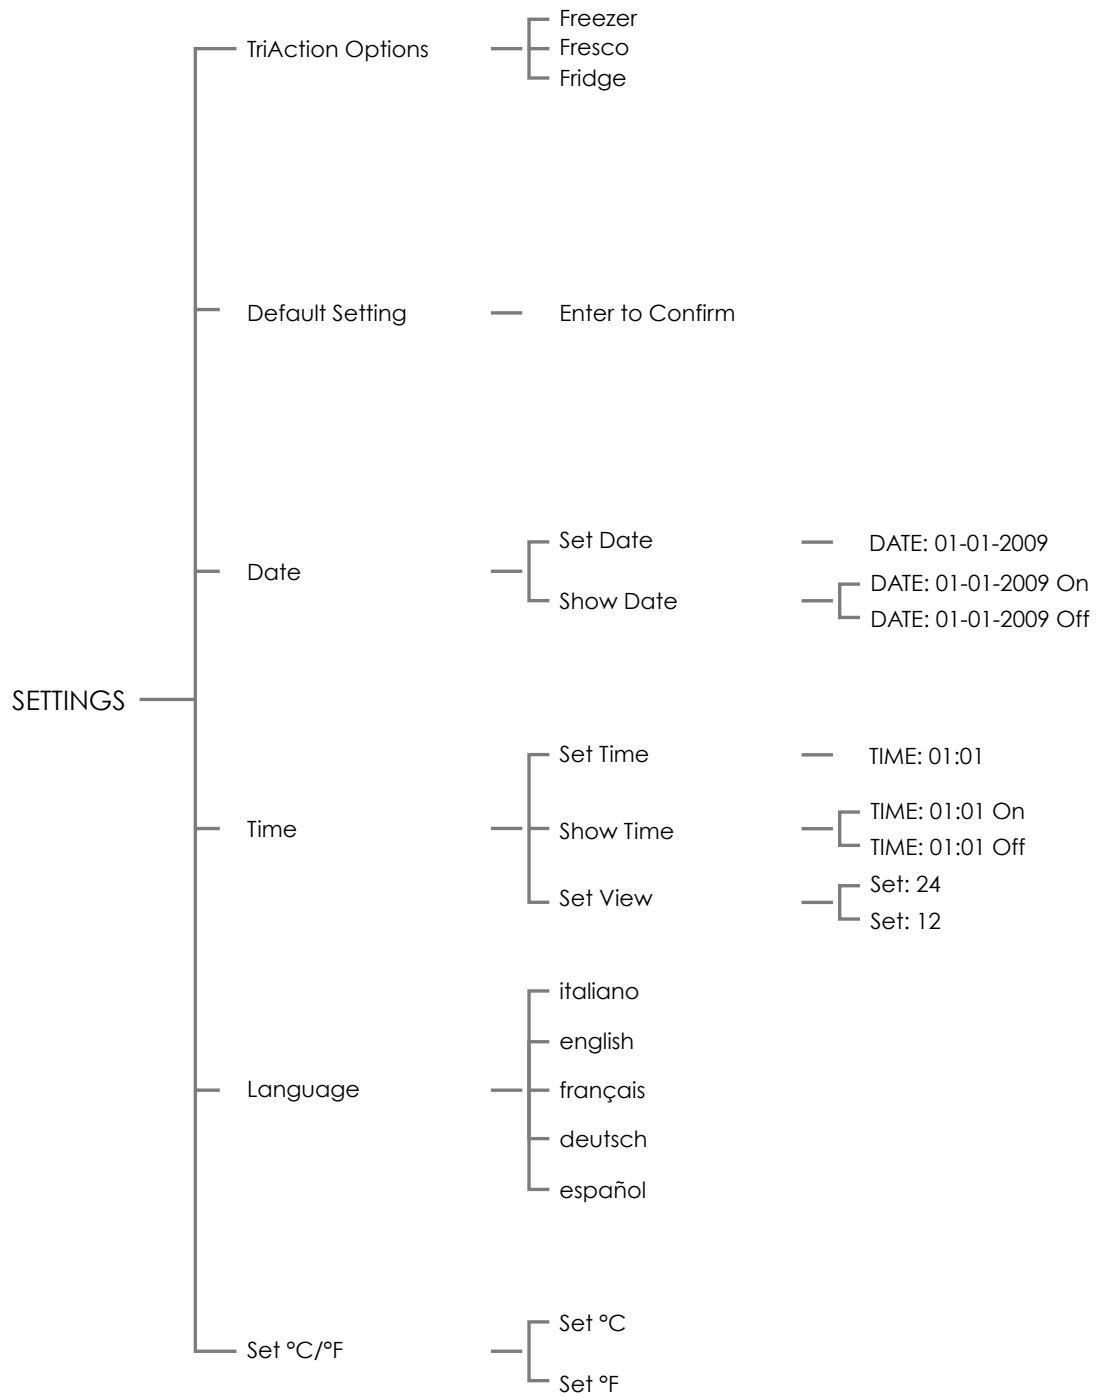 Freezer
TriAction Options
Fresco
Fridge
Default Setting
Enter to Confirm
Set Date
DATE: 01-01-2009
Date
Show Date
DATE: 01-01-2009 On
DATE: 01-01-2009 Off
SETTINGS
Set Time
TIME: 01:01
Time
Show Time
TIME: 01:01 On
TIME: 01:01 Off
Set View
Set: 24
Set: 12
italiano
english
Language
français
deutsch
español
Set °C/°F
Set °C
Set °F